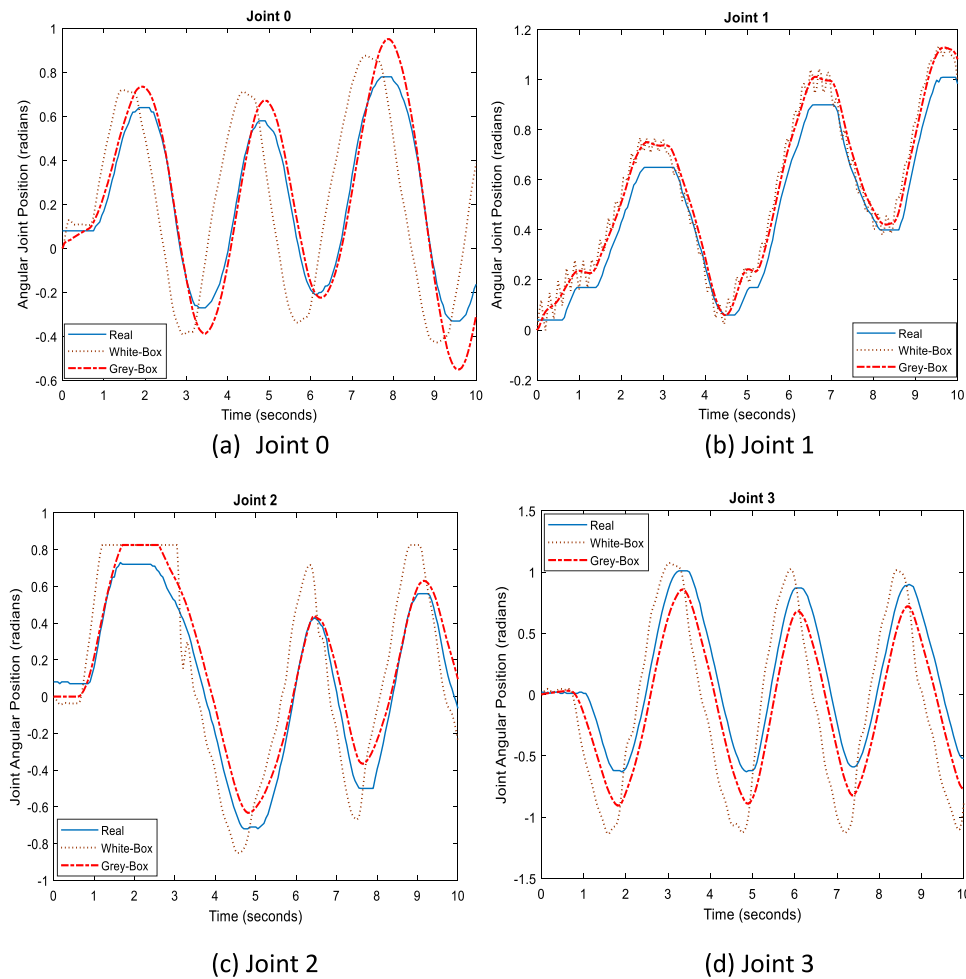 Joint 0
Angular Joint Position (radians)
1
0.8
0.6
0.4
0.2
0
-0.2
-0.4
-0.6
Real
White-Box
Grey-Box
0 1 2 3 4 5 6 7 8 9 10
Time (seconds)
(a) Joint 0
Joint 1
Angular Joint Position (radians)
1.2
1
0.8
0.6
0.4
0.2
0
-0.2
Real
White-Box
Grey-Box
0 1 2 3 4 5 6 7 8 9 10
Time (seconds)
(b) Joint 1
Joint 2
Joint Angular Position (radians)
1
0.8
0.6
0.4
0.2
0
-0.2
-0.4
-0.6
-0.8
-1
Real
White-Box
Grey-Box
0 1 2 3 4 5 6 7 8 9 10
Time (seconds)
(c) Joint 2
Joint 3
Joint Angular Position (radians)
1.5
1
0.5
0
-0.5
-1
-1.5
Real
White-Box
Grey-Box
0 1 2 3 4 5 6 7 8 9 10
Time (seconds)
(d) Joint 3